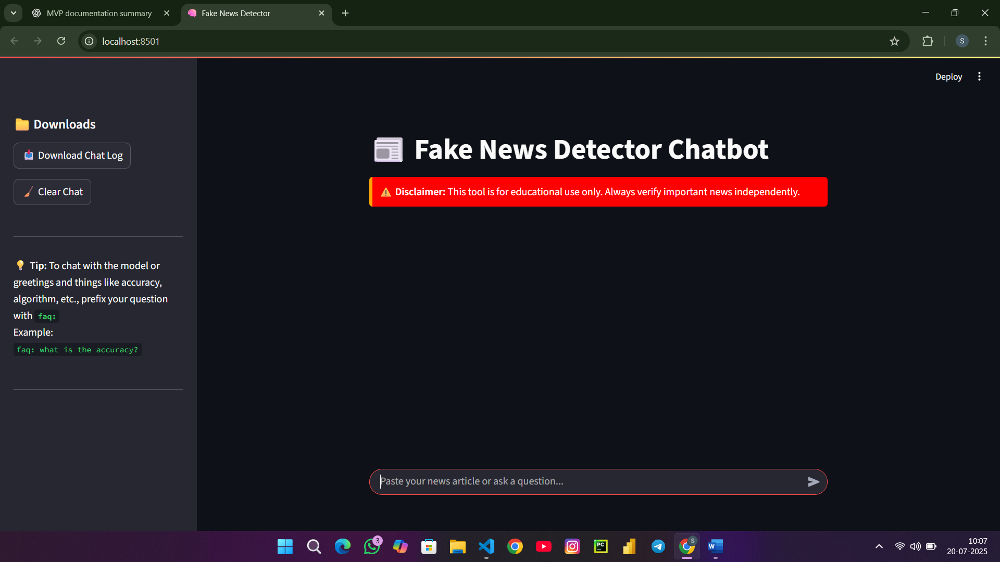 MVP documentation summary
Fake News Detector
localhost:8501
S
Deploy
Downloads
Download Chat Log
Clear Chat
Tip: To chat with the model or
greetings and things like accuracy,
algorithm, etc., prefix your question
with faq:
Example:
faq: what is the accuracy?
Fake News Detector Chatbot
Disclaimer: This tool is for educational use only. Always verify important news independently.
Paste your news article or ask a question...
3
PC
S
W
10:07
20-07-2025